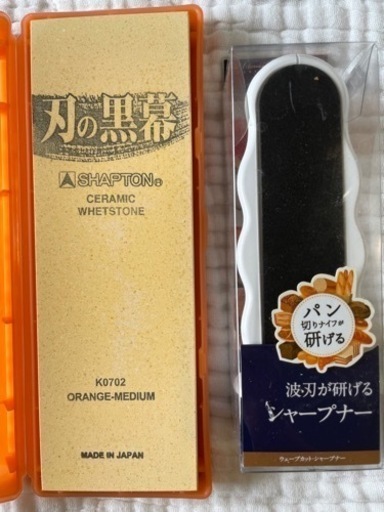 刃の黒幕
SHAPTON®
CERAMIC
WHETSTONE
K0702
ORANGE-MEDIUM
MADE IN JAPAN
パン
切りナイフが
研げる
波刃が研げる
シャープナー
ウェーブカット・シャープナー